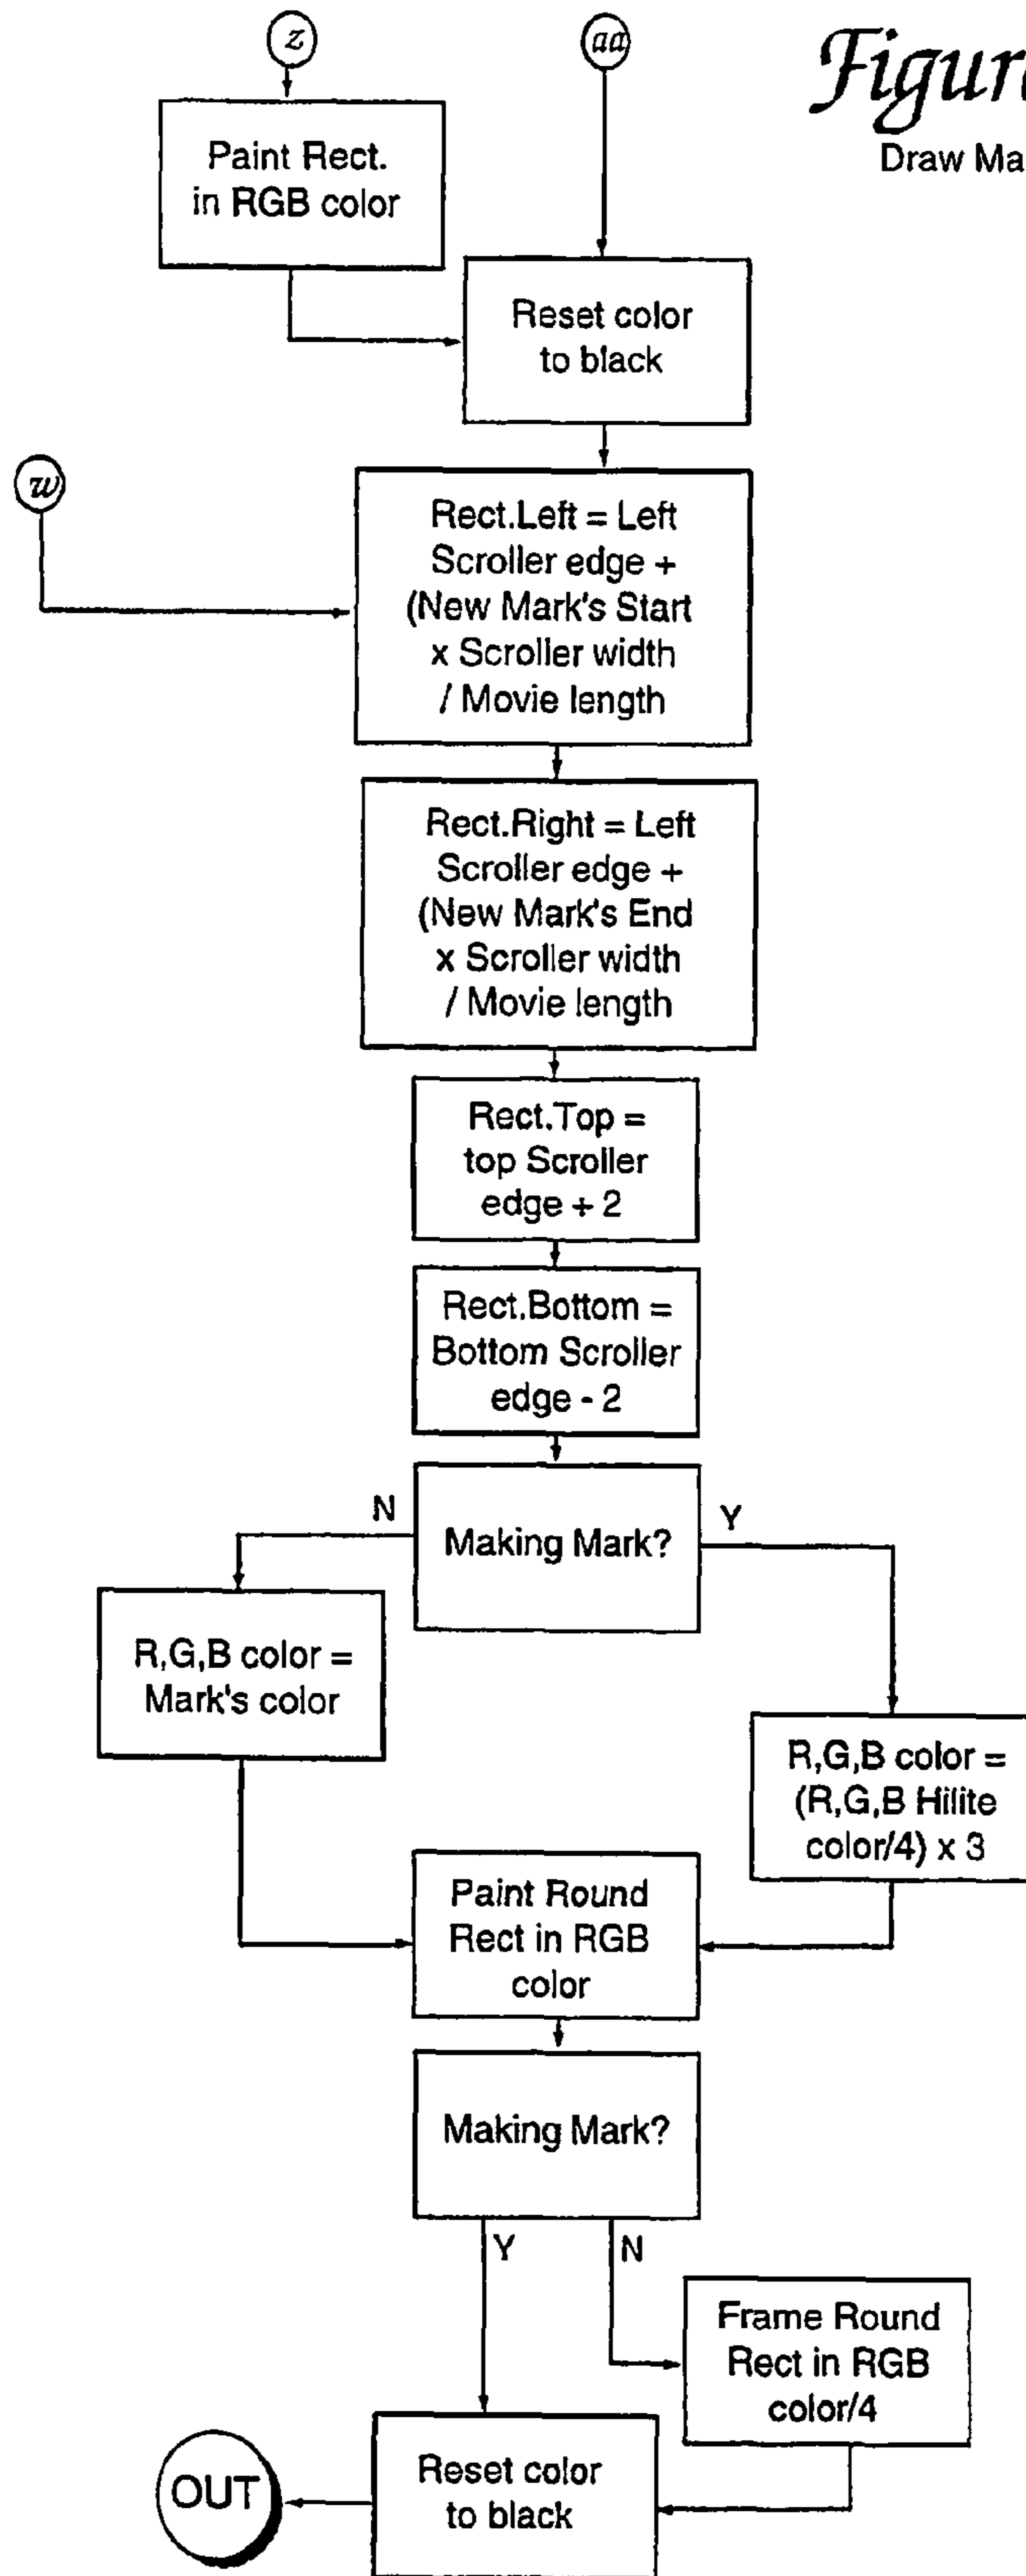 z
aa
Figure
Draw Ma
Paint Rect.
in RGB color
Reset color
to black
w
Rect.Left = Left
Scroller edge +
(New Mark's Start
x Scroller width
/ Movie length
Rect.Right = Left
Scroller edge +
(New Mark's End
x Scroller width
/ Movie length
Rect.Top =
top Scroller
edge + 2
Rect.Bottom =
Bottom Scroller
edge - 2
Making Mark?
N
Y
R,G,B color =
Mark's color
R,G,B color =
(R,G,B Hilite
color/4) x 3
Paint Round
Rect in RGB
color
Making Mark?
Y
N
Frame Round
Rect in RGB
color/4
Reset color
to black
OUT